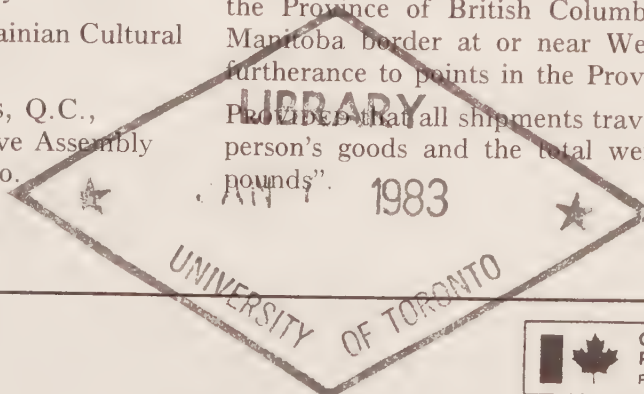 ainian Cultural
s, Q.C.,
ve Assembly
o.
the Province of British Columb
Manitoba border at or near We
furtherance to points in the Prov
PROVIDED that all shipments trav
person's goods and the total we
pounds".
LIBRARY
JAN 1983
UNIVERSITY OF TORONTO